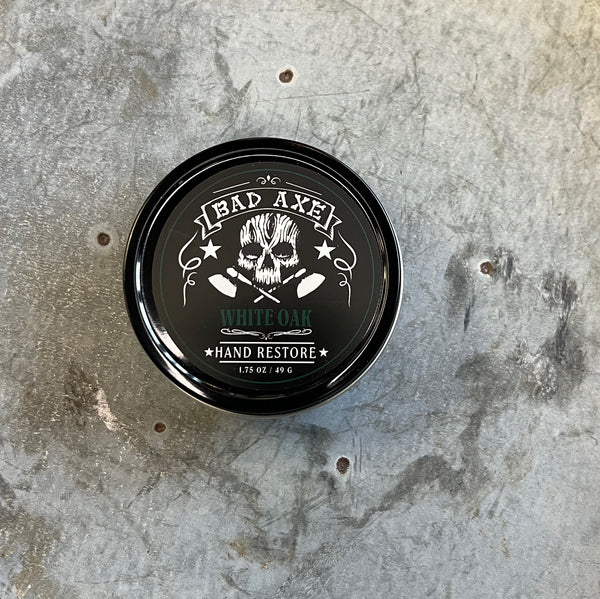 BAD AXE
WHITE OAK
HAND RESTORE
1.75 OZ / 49 G